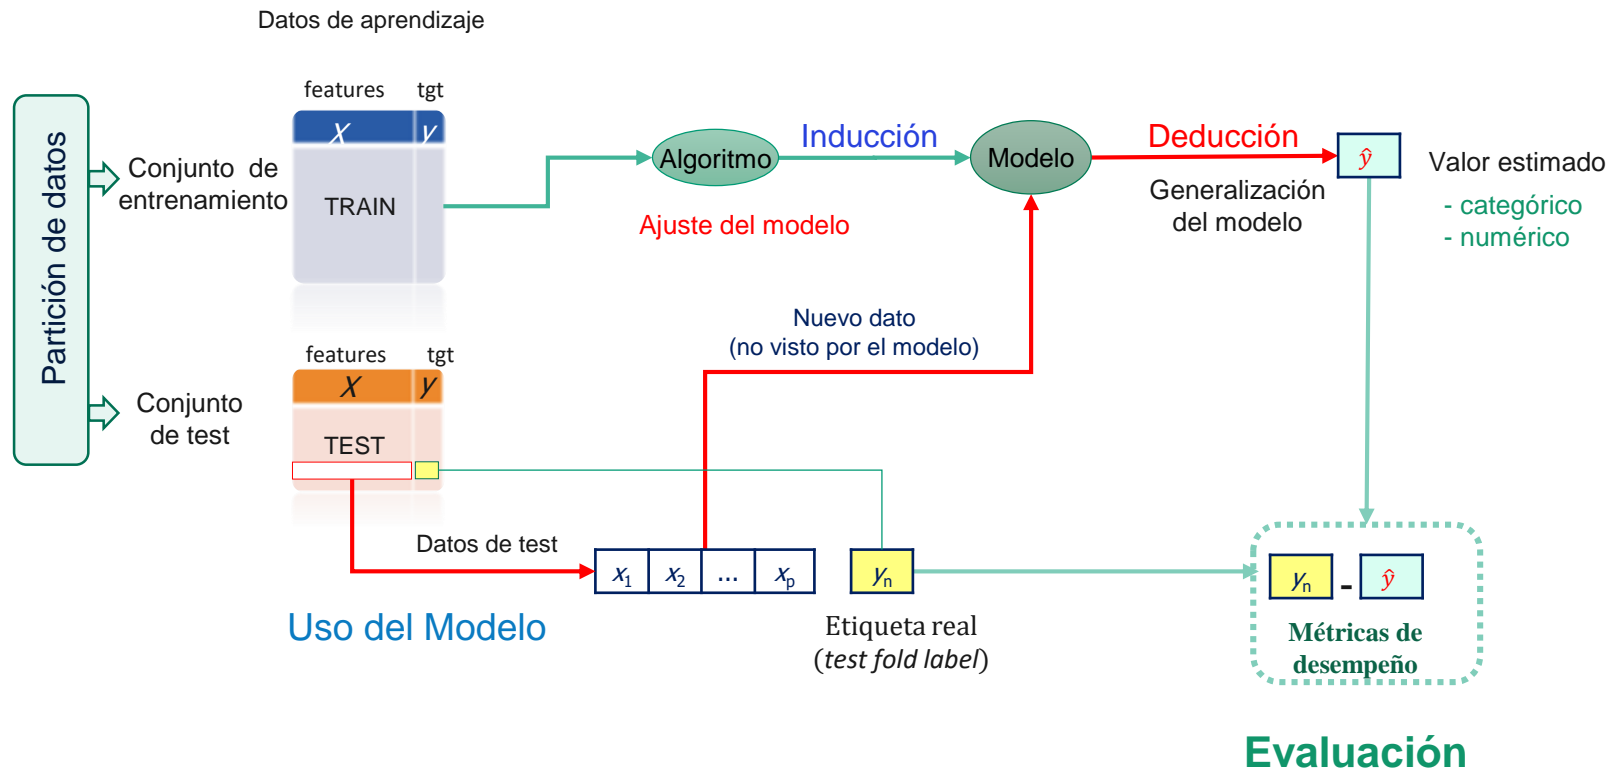 Datos de aprendizaje
Partición de datos
features tgt
X y
Conjunto de
entrenamiento
TRAIN
Algoritmo
Inducción
Modelo
Deducción
ŷ
Valor estimado
- categórico
- numérico
Ajuste del modelo
Generalización
del modelo
Nuevo dato
(no visto por el modelo)
features tgt
X y
Conjunto
de test
TEST
Datos de test
x1 x2 ... xp
yn
yn - ŷ
Uso del Modelo
Etiqueta real
(test fold label)
Métricas de
desempeño
Evaluación